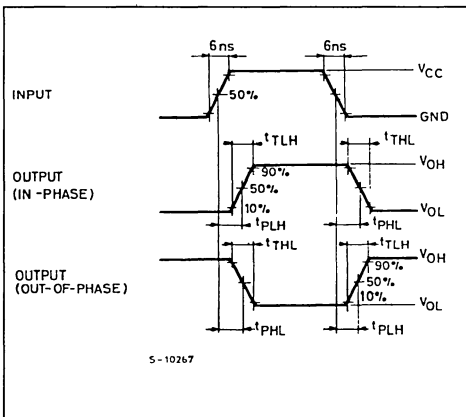 6ns 6ns
VCC
INPUT
50%
GND
tTLH tTHL
VOH
OUTPUT
(IN-PHASE)
90%
50%
10%
VOL
tPLH tPHL
tTHL tTLH
VOH
OUTPUT
(OUT-OF-PHASE)
90%
50%
10%
VOL
tPHL tPLH
S-10267